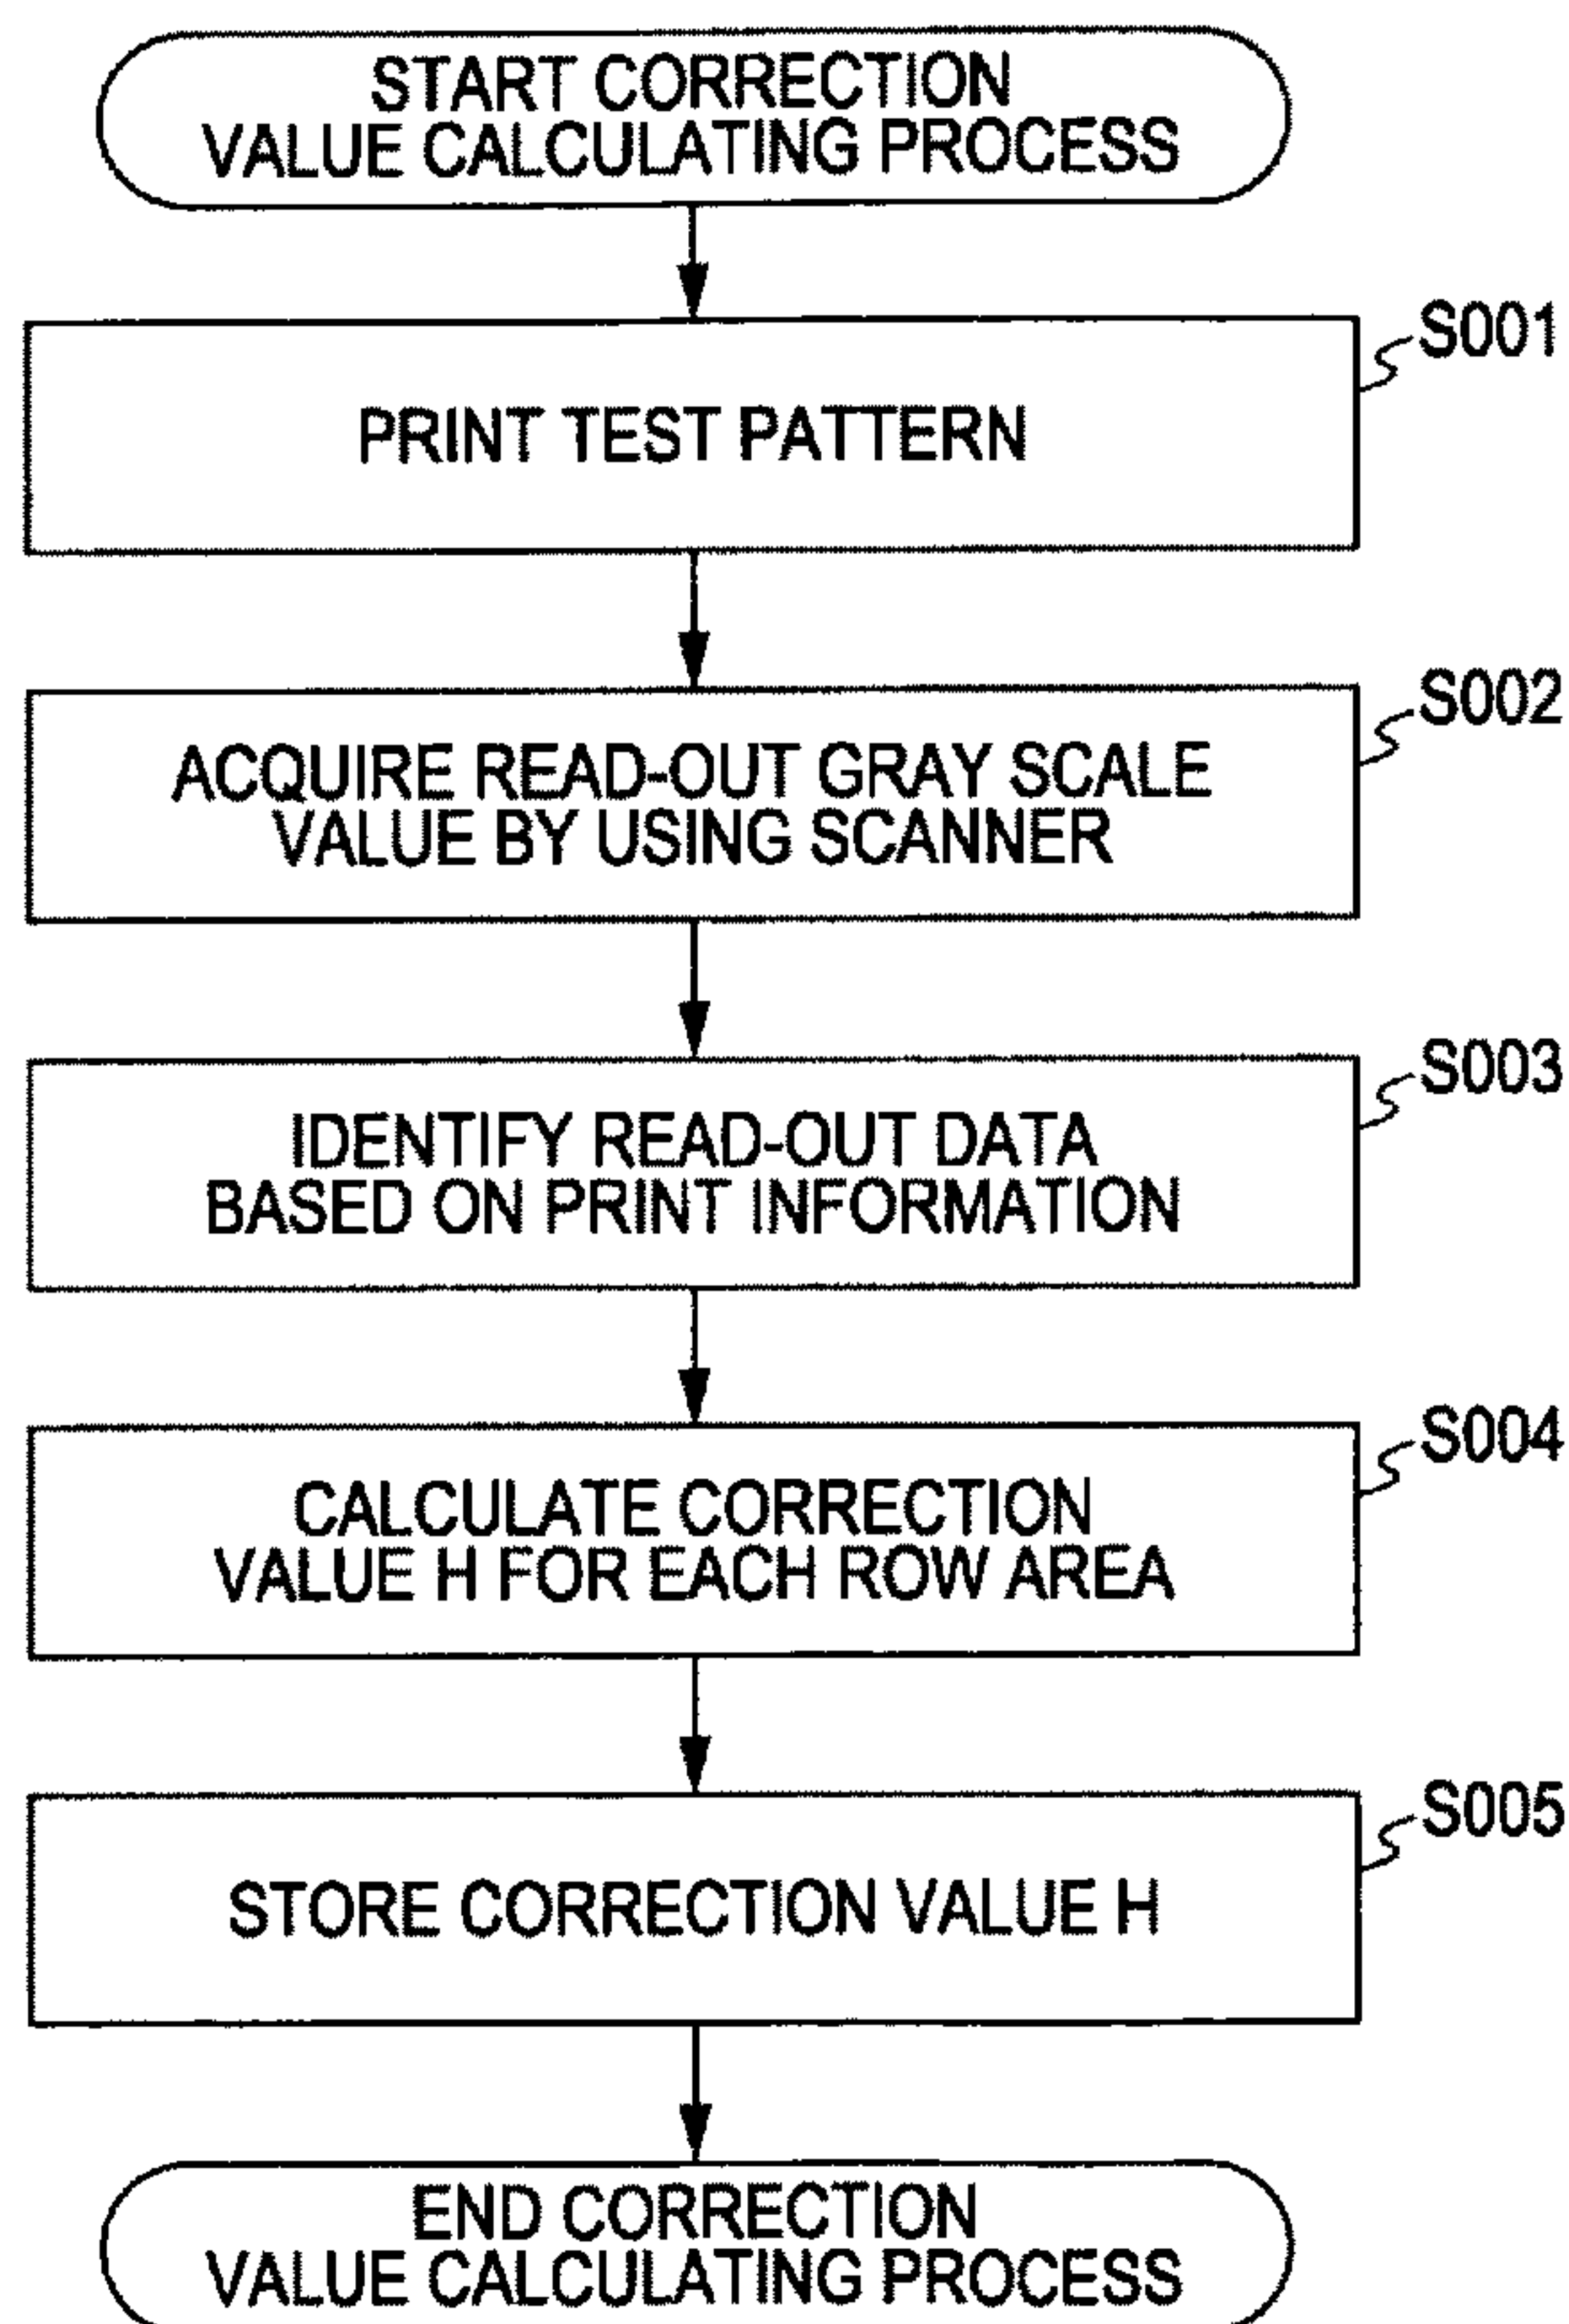 START CORRECTION
VALUE CALCULATING PROCESS
S001
PRINT TEST PATTERN
S002
ACQUIRE READ-OUT GRAY SCALE
VALUE BY USING SCANNER
S003
IDENTIFY READ-OUT DATA
BASED ON PRINT INFORMATION
S004
CALCULATE CORRECTION
VALUE H FOR EACH ROW AREA
S005
STORE CORRECTION VALUE H
END CORRECTION
VALUE CALCULATING PROCESS